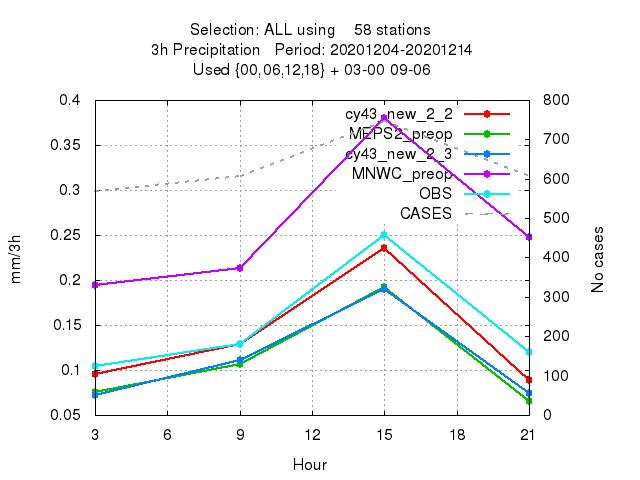 Selection: ALL using 58 stations
3h Precipitation Period: 20201204-20201214
Used {00,06,12,18} + 03-00 09-06
0.4
0.35
0.3
0.25
0.2
0.15
0.1
0.05
mm/3h
3 6 9 12 15 18 21
Hour
800
700
600
500
400
300
200
100
0
No cases
cy43_new_2_2
MEPS2_preop
cy43_new_2_3
MNWC_preop
OBS
CASES